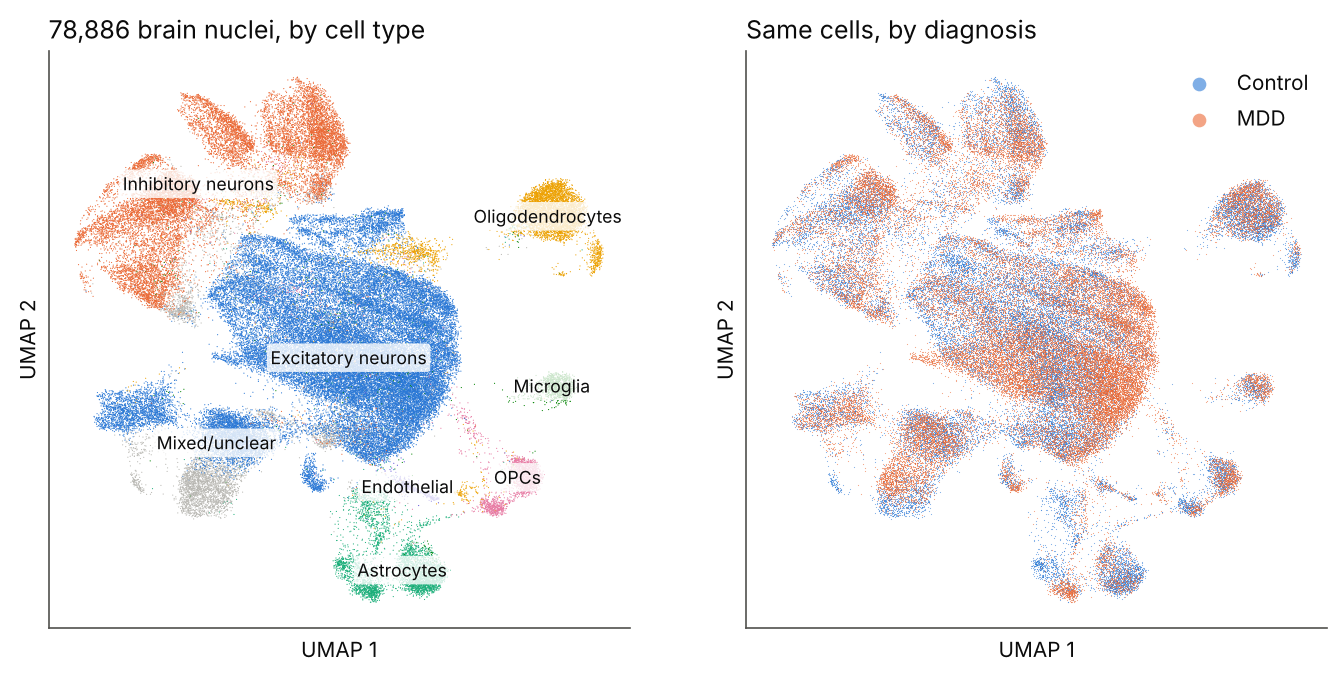 78,886 brain nuclei, by cell type
Inhibitory neurons
Oligodendrocytes
Excitatory neurons
Microglia
Mixed/unclear
OPCs
Endothelial
Astrocytes
UMAP 2
UMAP 1
Same cells, by diagnosis
Control
MDD
UMAP 2
UMAP 1